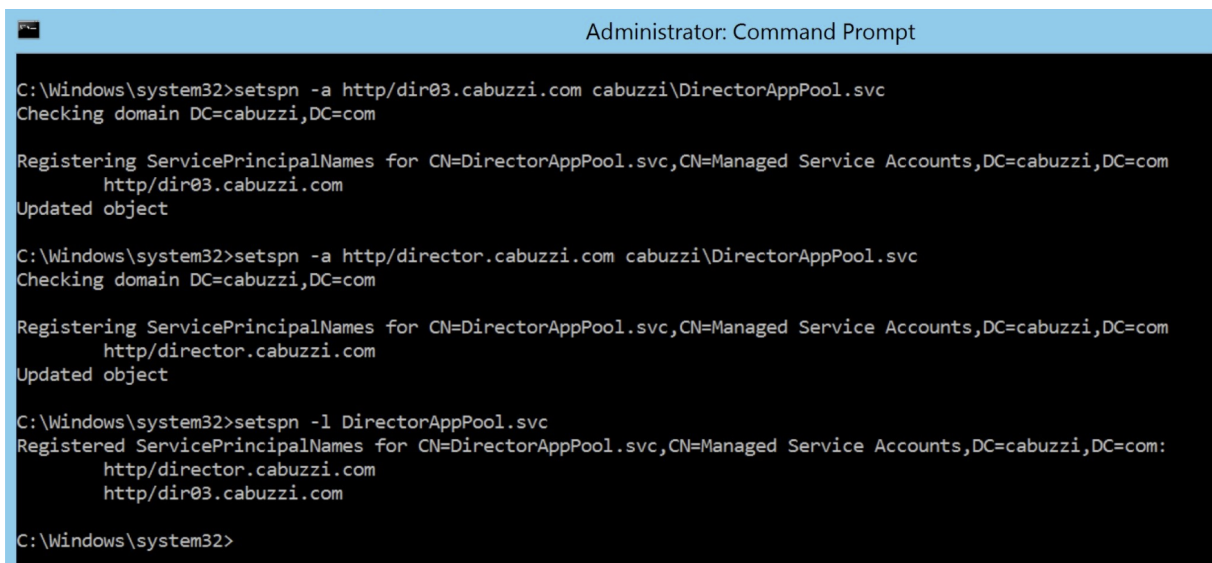 Administrator: Command Prompt
C:\Windows\system32>setspn -a http/dir03.cabuzzi.com cabuzzi\DirectorAppPool.svc
Checking domain DC=cabuzzi,DC=com
Registering ServicePrincipalNames for CN=DirectorAppPool.svc,CN=Managed Service Accounts,DC=cabuzzi,DC=com
http/dir03.cabuzzi.com
Updated object
C:\Windows\system32>setspn -a http/director.cabuzzi.com cabuzzi\DirectorAppPool.svc
Checking domain DC=cabuzzi,DC=com
Registering ServicePrincipalNames for CN=DirectorAppPool.svc,CN=Managed Service Accounts,DC=cabuzzi,DC=com
http/director.cabuzzi.com
Updated object
C:\Windows\system32>setspn -l DirectorAppPool.svc
Registered ServicePrincipalNames for CN=DirectorAppPool.svc,CN=Managed Service Accounts,DC=cabuzzi,DC=com:
http/director.cabuzzi.com
http/dir03.cabuzzi.com
C:\Windows\system32>